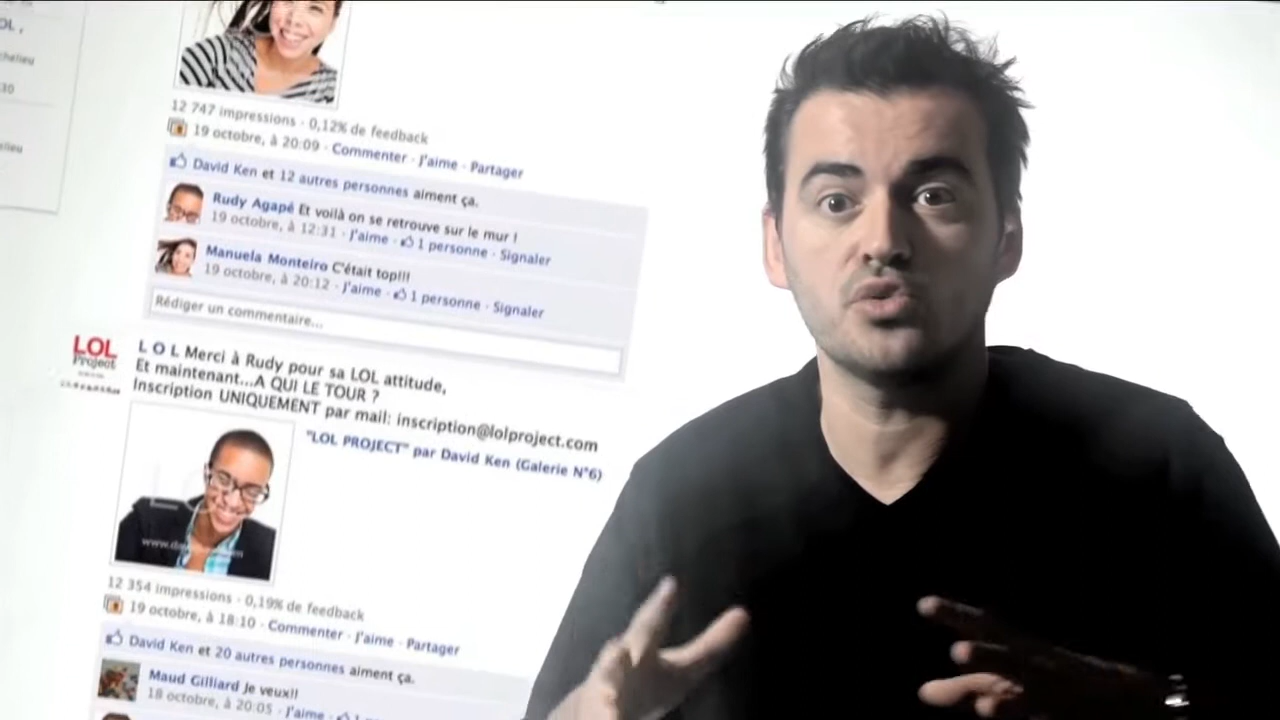 OL,
30
12 747 impressions · 0,12% de feedback
19 octobre, à 20:09 · Commenter · J'aime · Partager
David Ken et 12 autres personnes aiment ça.
Rudy Agapé Et voilà on se retrouve sur le mur !
19 octobre, à 12:31 · J'aime · 1 personne · Signaler
Manuela Monteiro C'était top!!!
19 octobre, à 20:12 · J'aime · 1 personne · Signaler
Rédiger un commentaire...
LOL
Project
L O L Merci à Rudy pour sa LOL attitude,
Et maintenant...A QUI LE TOUR ?
Inscription UNIQUEMENT par mail: inscription@lolproject.com
"LOL PROJECT" par David Ken (Galerie N°6)
12 354 impressions · 0,19% de feedback
19 octobre, à 18:10 · Commenter · J'aime · Partager
David Ken et 20 autres personnes aiment ça.
Maud Gilliard Je veux!!
18 octobre, à 20:05 · J'aime · 1